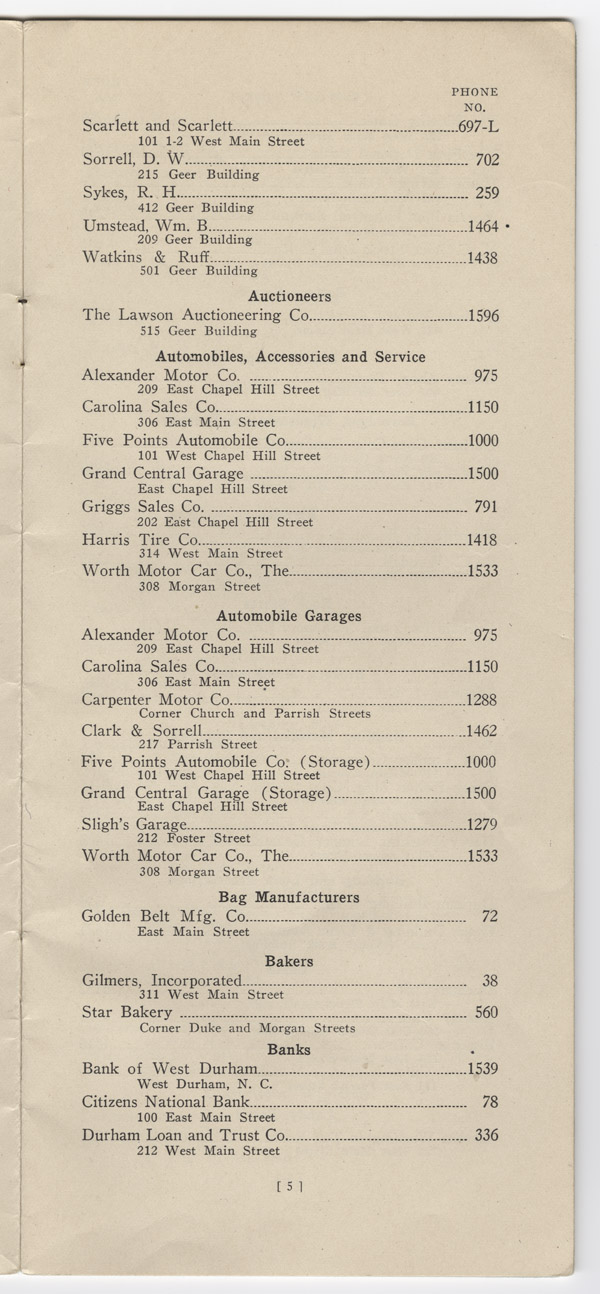 PHONE
NO.
Scarlett and Scarlett 697-L
101 1-2 West Main Street
Sorrell, D. W. 702
215 Geer Building
Sykes, R. H. 259
412 Geer Building
Umstead, Wm. B. 1464
209 Geer Building
Watkins & Ruff 1438
501 Geer Building
Auctioneers
The Lawson Auctioneering Co. 1596
515 Geer Building
Automobiles, Accessories and Service
Alexander Motor Co. 975
209 East Chapel Hill Street
Carolina Sales Co. 1150
306 East Main Street
Five Points Automobile Co. 1000
101 West Chapel Hill Street
Grand Central Garage 1500
East Chapel Hill Street
Griggs Sales Co. 791
202 East Chapel Hill Street
Harris Tire Co. 1418
314 West Main Street
Worth Motor Car Co., The 1533
308 Morgan Street
Automobile Garages
Alexander Motor Co. 975
209 East Chapel Hill Street
Carolina Sales Co. 1150
306 East Main Street
Carpenter Motor Co. 1288
Corner Church and Parrish Streets
Clark & Sorrell 1462
217 Parrish Street
Five Points Automobile Co. (Storage) 1000
101 West Chapel Hill Street
Grand Central Garage (Storage) 1500
East Chapel Hill Street
Sligh's Garage 1279
212 Foster Street
Worth Motor Car Co., The 1533
308 Morgan Street
Bag Manufacturers
Golden Belt Mfg. Co. 72
East Main Street
Bakers
Gilmers, Incorporated 38
311 West Main Street
Star Bakery 560
Corner Duke and Morgan Streets
Banks
Bank of West Durham 1539
West Durham, N. C.
Citizens National Bank 78
100 East Main Street
Durham Loan and Trust Co. 336
212 West Main Street
[ 5 ]